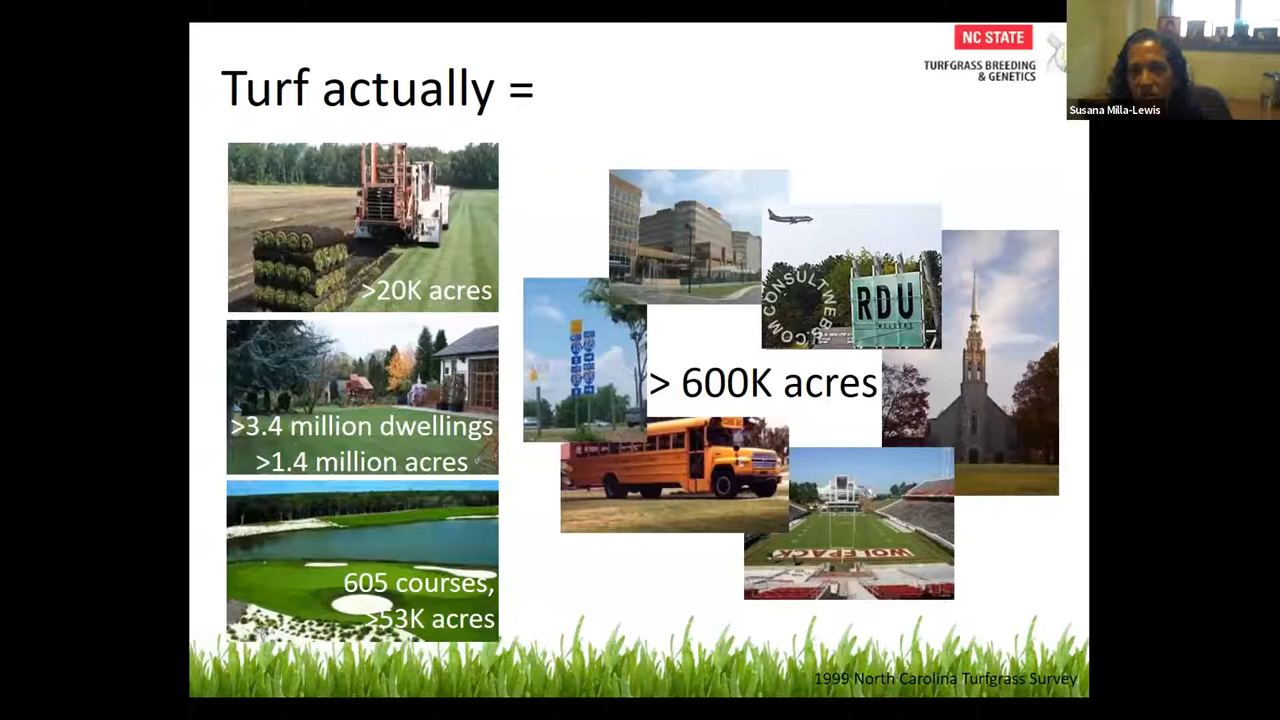 Turf actually =
NC STATE
TURFGRASS BREEDING
& GENETICS
Susana Milla-Lewis
>20K acres
>3.4 million dwellings
>1.4 million acres
605 courses,
>53K acres
CONSULTWEBS.COM
RDU
> 600K acres
WOLFPACK
1999 North Carolina Turfgrass Survey